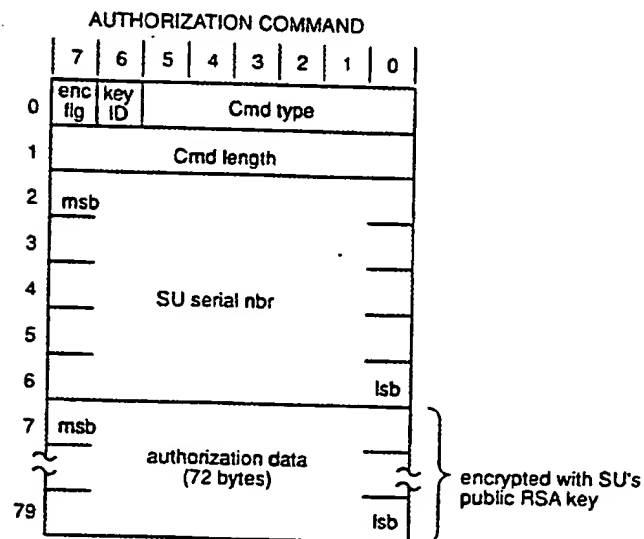 AUTHORIZATION COMMAND
7 6 5 4 3 2 1 0
0 enc flg key ID Cmd type
1 Cmd length
2 msb
3
4 SU serial nbr
5
6 lsb
7 msb
authorization data
(72 bytes)
encrypted with SU's
public RSA key
79 lsb